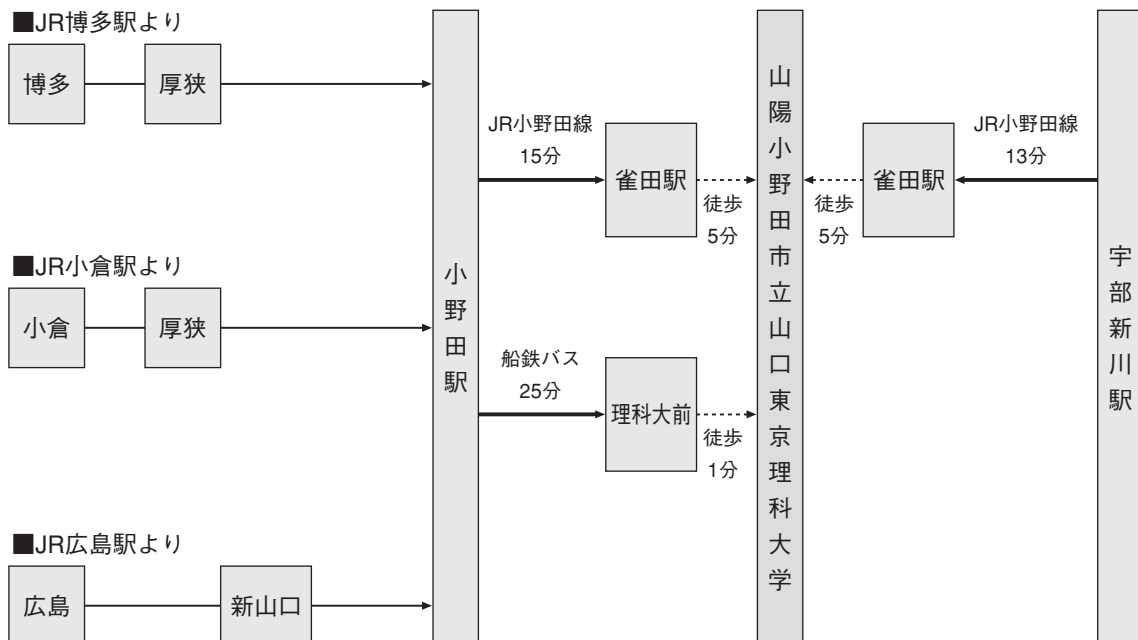 ■JR博多駅より
博多
厚狭
JR小野田線
15分
雀田駅
徒歩
5分
■JR小倉駅より
小倉
厚狭
小野田駅
船鉄バス
25分
理科大前
徒歩
1分
■JR広島駅より
広島
新山口
山陽小野田市立山口東京理科大学
雀田駅
徒歩
5分
JR小野田線
13分
宇部新川駅